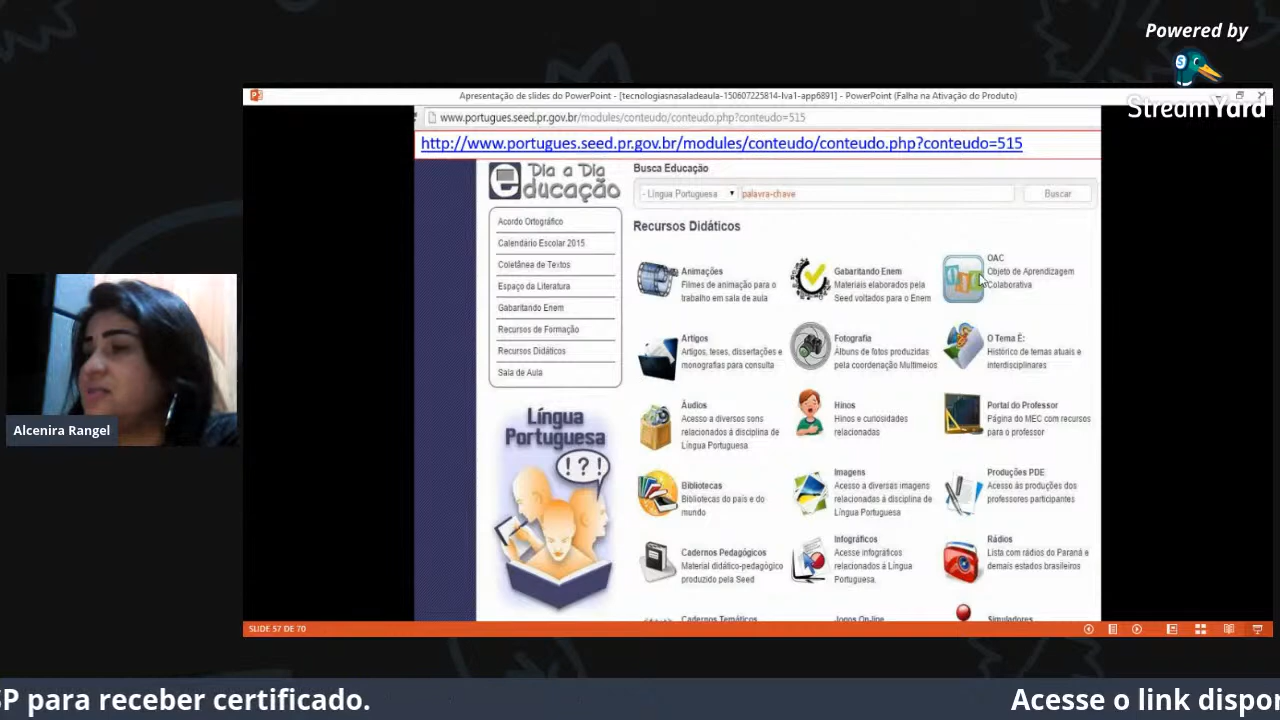 Powered by
StreamYard
Apresentação de slides do PowerPoint - [tecnologiasnasaladeaula-150607225814-lva1-app6891] - PowerPoint (Falha na Ativação do Produto)
www.portugues.seed.pr.gov.br/modules/conteudo/conteudo.php?conteudo=515
http://www.portugues.seed.pr.gov.br/modules/conteudo/conteudo.php?conteudo=515
Dia a Dia
educação
Busca Educação
- Língua Portuguesa
palavra-chave
Buscar
Acordo Ortográfico
Calendário Escolar 2015
Coletânea de Textos
Espaço da Literatura
Gabaritando Enem
Recursos de Formação
Recursos Didáticos
Sala de Aula
Língua
Portuguesa
!?!
Recursos Didáticos
Animações
Filmes de animação para o
trabalho em sala de aula
Gabaritando Enem
Materiais elaborados pela
Seed voltados para o Enem
OAC
Objeto de Aprendizagem
Colaborativa
Artigos
Artigos, teses, dissertações e
monografias para consulta
Fotografia
Álbuns de fotos produzidas
pela coordenação Multimeios
O Tema É:
Histórico de temas atuais e
interdisciplinares
Áudios
Acesso a diversos sons
relacionados à disciplina de
Língua Portuguesa
Hinos
Hinos e curiosidades
relacionadas
Portal do Professor
Página do MEC com recursos
para o professor
Bibliotecas
Bibliotecas do país e do
mundo
Imagens
Acesso a diversas imagens
relacionadas à disciplina de
Língua Portuguesa
Produções PDE
Acesso às produções dos
professores participantes
Cadernos Pedagógicos
Material didático-pedagógico
produzido pela Seed
Infográficos
Acesse infográficos
relacionados à Língua
Portuguesa.
Rádios
Lista com rádios do Paraná e
demais estados brasileiros
Cadernos Temáticos
Jogos On-line
Simuladores
SLIDE 57 DE 70
Alcenira Rangel
SP para receber certificado.
Acesse o link dispon